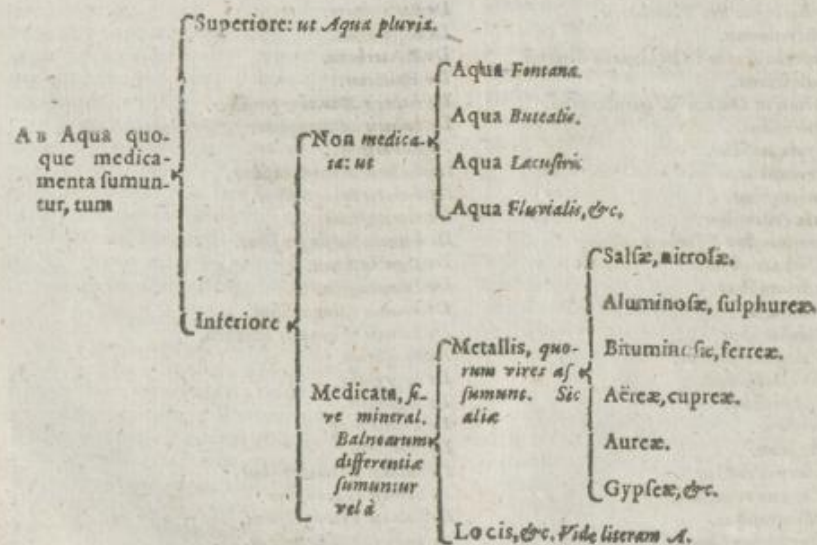 Superiore: ut Aqua pluvia.
AB Aqua quo-
que medica-
menta ſumun-
tur, tum
Inferiore
Non medica-
ta: ut
Aqua Fontana.
Aqua Putealis.
Aqua Lacuſtris
Aqua Fluvialis, &c.
Medicata, ſi-
ve mineral.
Balnearum
differentiæ
ſumuntur
vel à
Metallis, quo-
rum vires aſ
ſumunt. Sic
aliæ
Salſæ, nitroſæ.
Aluminoſæ, ſulphureæ.
Bituminoſæ, ferreæ.
Aëreæ, cupreæ.
Aureæ.
Gypſeæ, &c.
Locis, &c. Vide literam A.